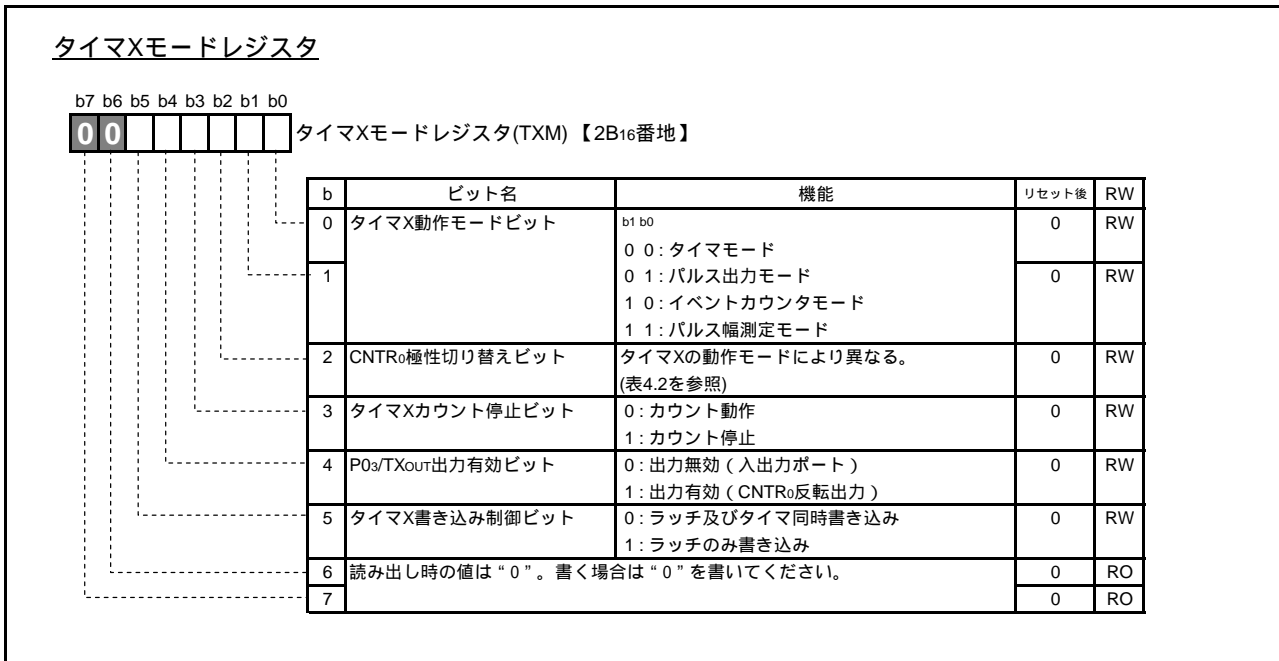 タイマXモードレジスタ
b7 b6 b5 b4 b3 b2 b1 b0
0 0 タイマXモードレジスタ(TXM) 【2B16番地】
b ビット名 機能 リセット後 RW
0 タイマX動作モードビット b1 b0 0 RW
0 0 : タイマモード
1 0 1 : パルス出力モード 0 RW
1 0 : イベントカウンタモード
1 1 : パルス幅測定モード
2 CNTR0極性切り替えビット タイマXの動作モードにより異なる。 0 RW
(表4.2を参照)
3 タイマXカウント停止ビット 0 : カウント動作 0 RW
1 : カウント停止
4 P03/TXOUT出力有効ビット 0 : 出力無効(入出力ポート) 0 RW
1 : 出力有効(CNTR0反転出力)
5 タイマX書き込み制御ビット 0 : ラッチ及びタイマ同時書き込み 0 RW
1 : ラッチのみ書き込み
6 読み出し時の値は“0”。書く場合は“0”を書いてください。 0 RO
7 0 RO